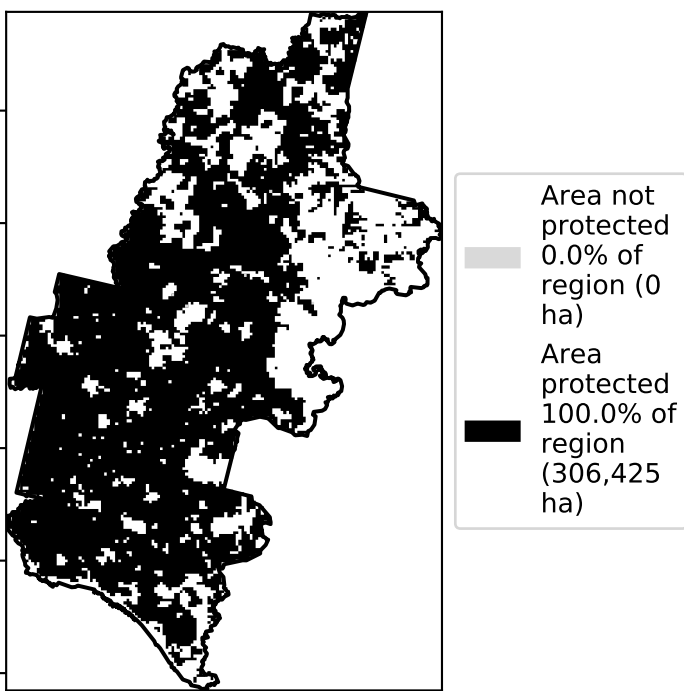 Area not
protected
0.0% of
region (0
ha)
Area
protected
100.0% of
region
(306,425
ha)